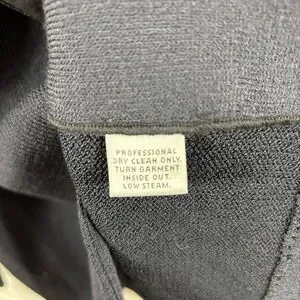 PROFESSIONAL
DRY CLEAN ONLY.
TURN GARMENT
INSIDE OUT.
LOW STEAM.